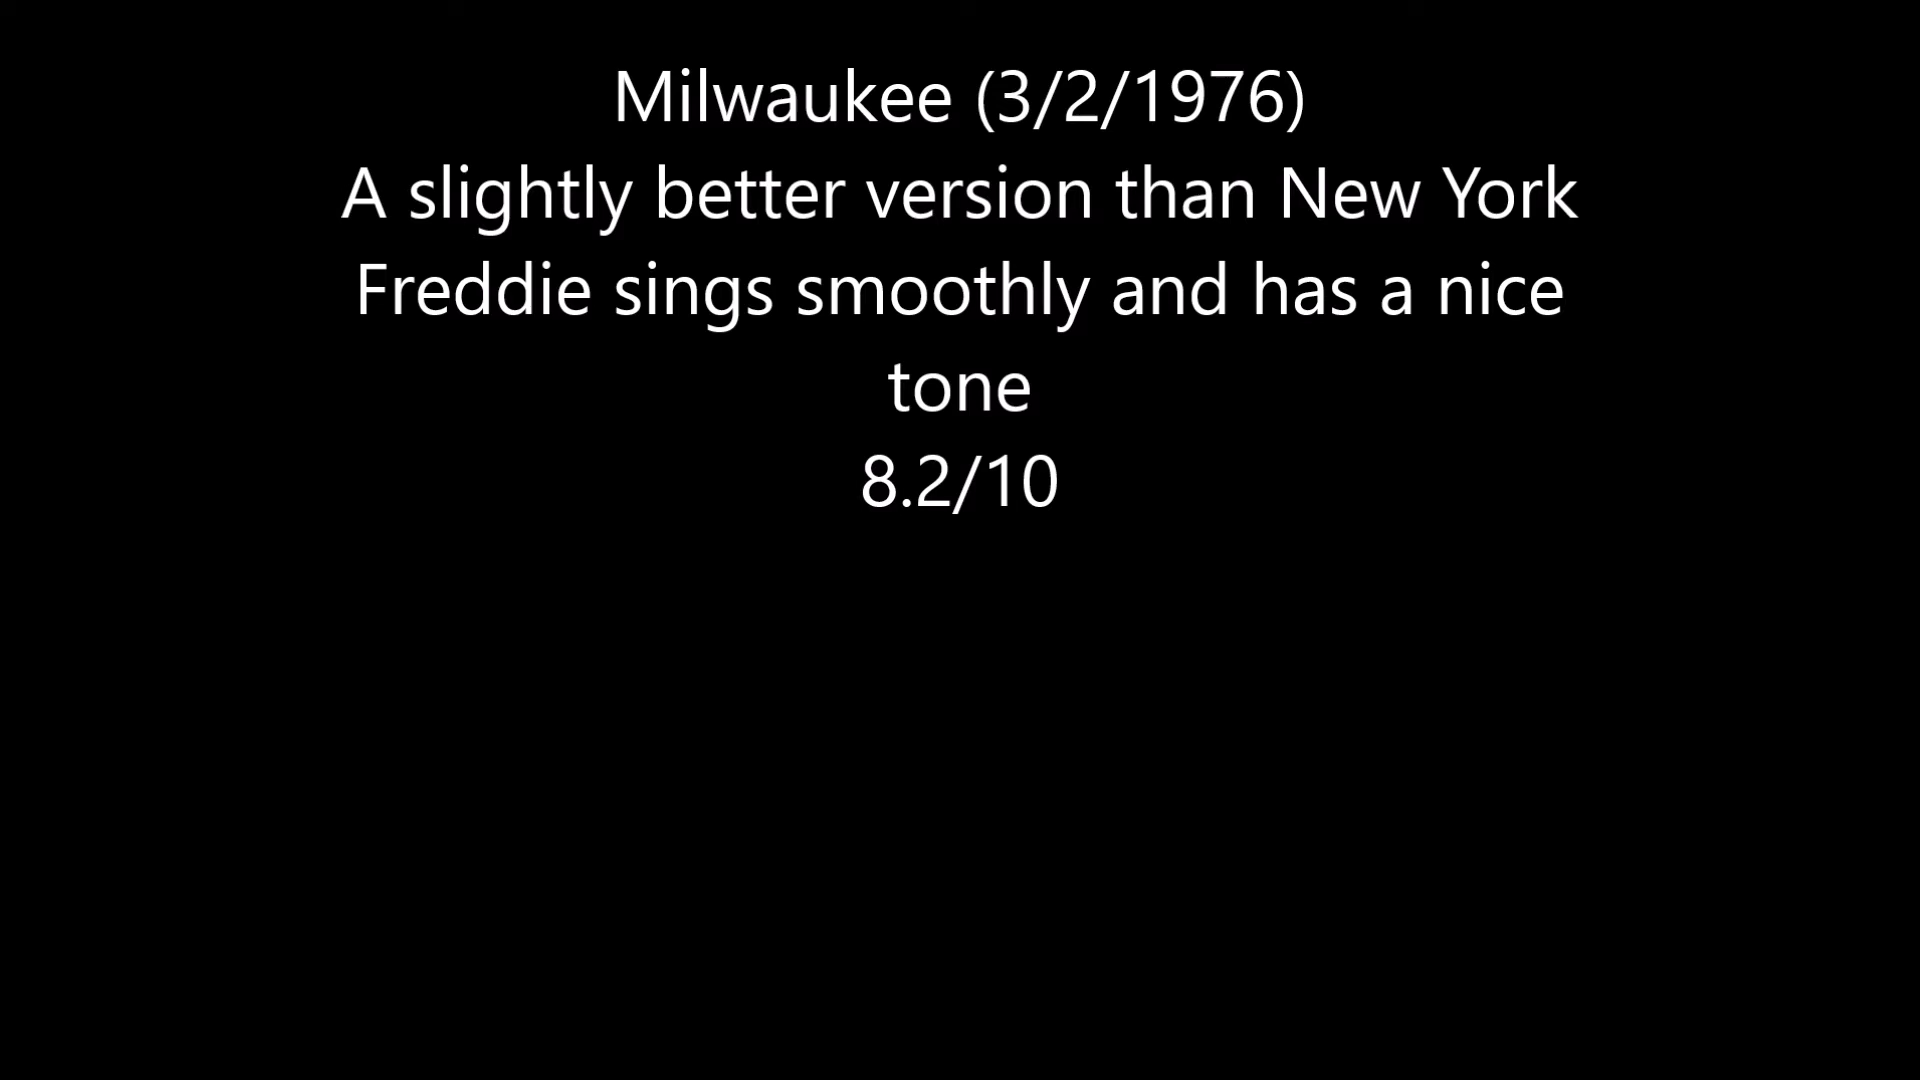 Milwaukee (3/2/1976)
A slightly better version than New York
Freddie sings smoothly and has a nice
tone
8.2/10